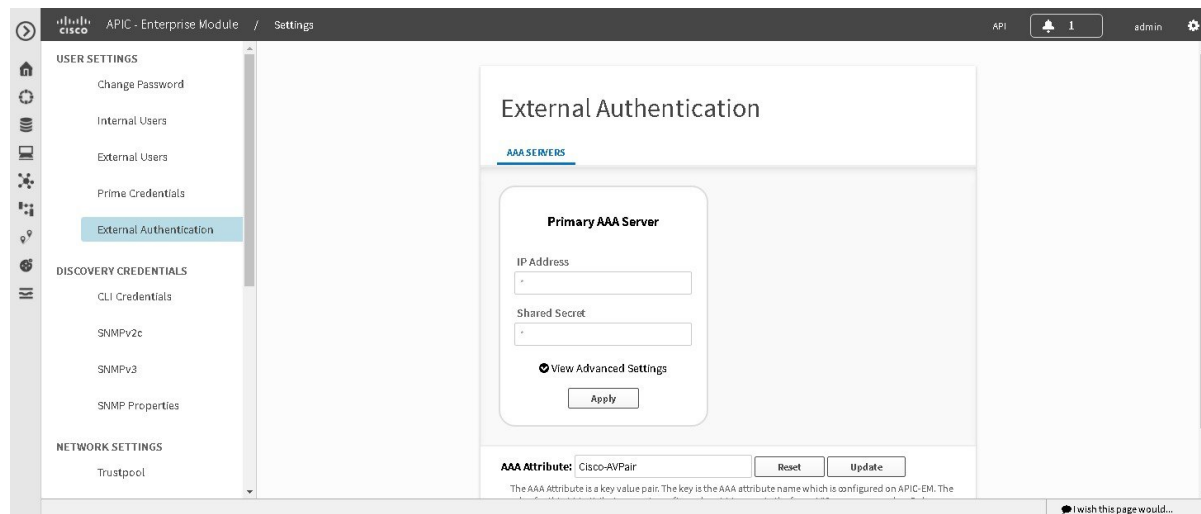 cisco APIC - Enterprise Module / Settings API 1 admin
USER SETTINGS
Change Password
Internal Users
External Users
Prime Credentials
External Authentication
DISCOVERY CREDENTIALS
CLI Credentials
SNMPv2c
SNMPv3
SNMP Properties
NETWORK SETTINGS
Trustpool
External Authentication
AAA SERVERS
Primary AAA Server
IP Address
*
Shared Secret
*
View Advanced Settings
Apply
AAA Attribute: Cisco-AVPair Reset Update
The AAA Attribute is a key value pair. The key is the AAA attribute name which is configured on APIC-EM. The
I wish this page would...